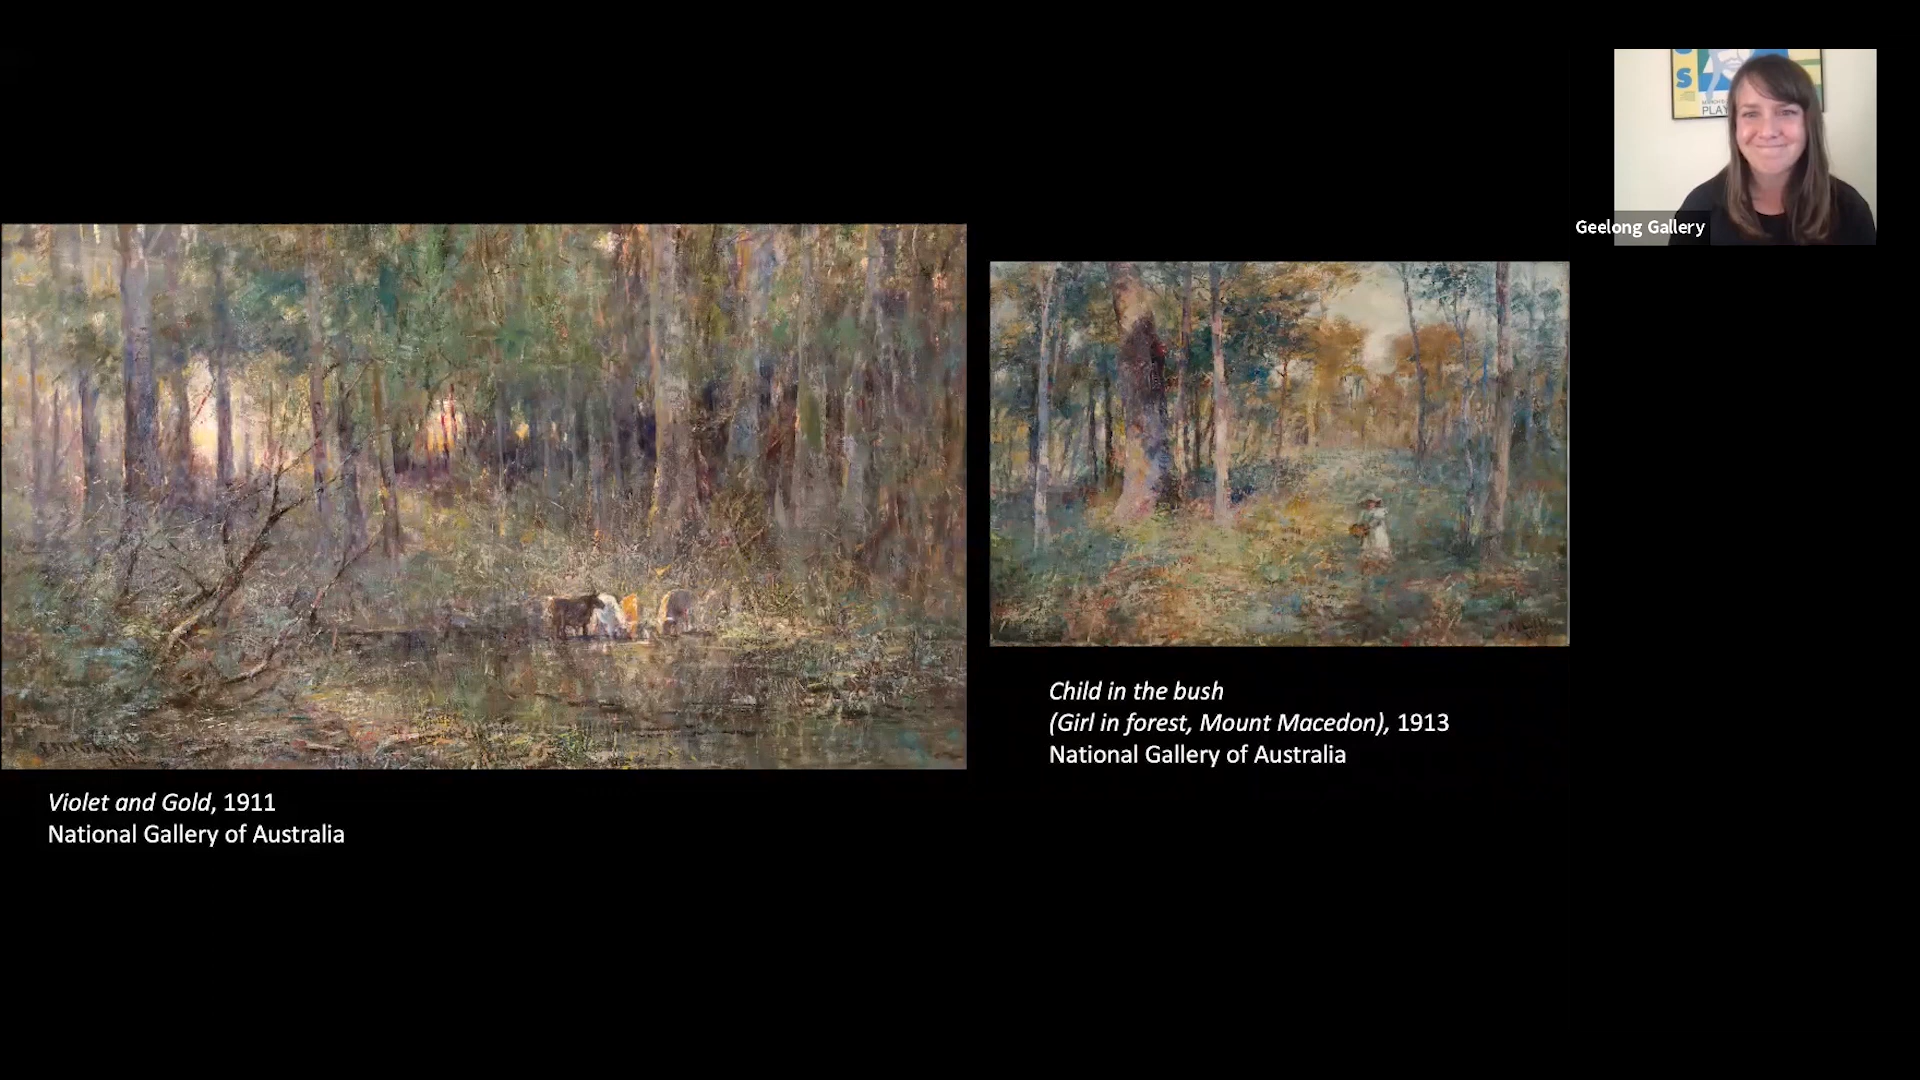 S
PLAY
Geelong Gallery
Child in the bush
(Girl in forest, Mount Macedon), 1913
National Gallery of Australia
Violet and Gold, 1911
National Gallery of Australia